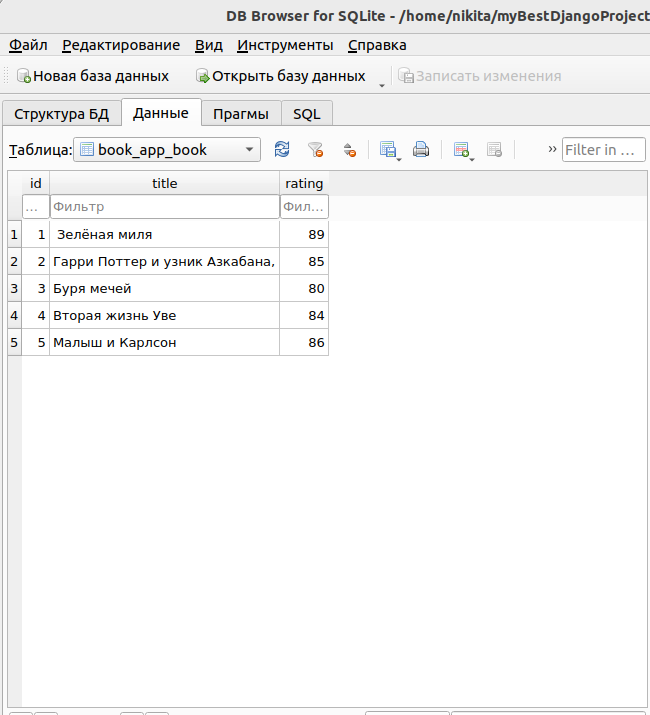 DB Browser for SQLite - /home/nikita/myBestDjangoProject
Файл Редактирование Вид Инструменты Справка
Новая база данных Открыть базу данных Записать изменения
Структура БД Данные Прагмы SQL
Таблица: book_app_book » Filter in ...
id title rating
... Фильтр Фил...
1 1 Зелёная миля 89
2 2 Гарри Поттер и узник Азкабана, 85
3 3 Буря мечей 80
4 4 Вторая жизнь Уве 84
5 5 Малыш и Карлсон 86